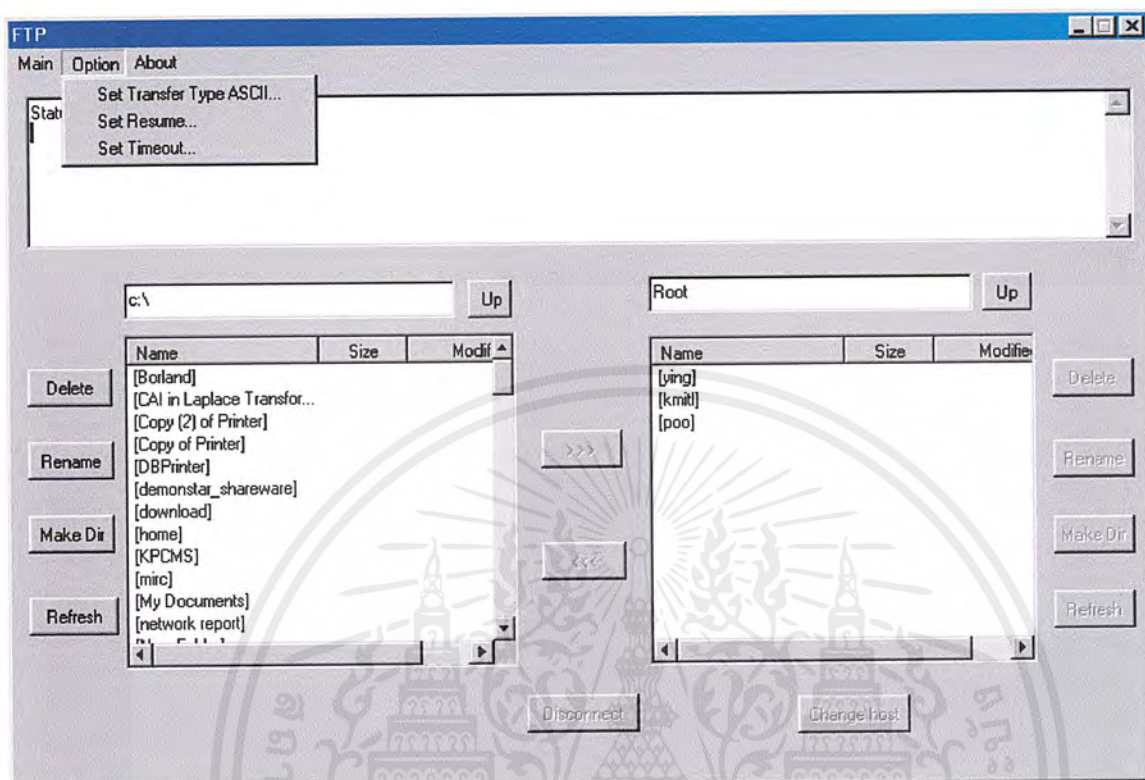 FTP
Main Option About
Set Transfer Type ASCII...
Set Resume...
Set Timeout...
c:\ Up
Root Up
Name Size Modif
[Borland]
[CAI in Laplace Transfor...
[Copy (2) of Printer]
[Copy of Printer]
[DBPrinter]
[demonstar_shareware]
[download]
[home]
[KPCMS]
[mirc]
[My Documents]
[network report]
Name Size Modified
[ying]
[kmitl]
[poo]
Delete
Rename
Make Dir
Refresh
>>>
<<<
Delete
Rename
Make Dir
Refresh
Disconnect
Change host